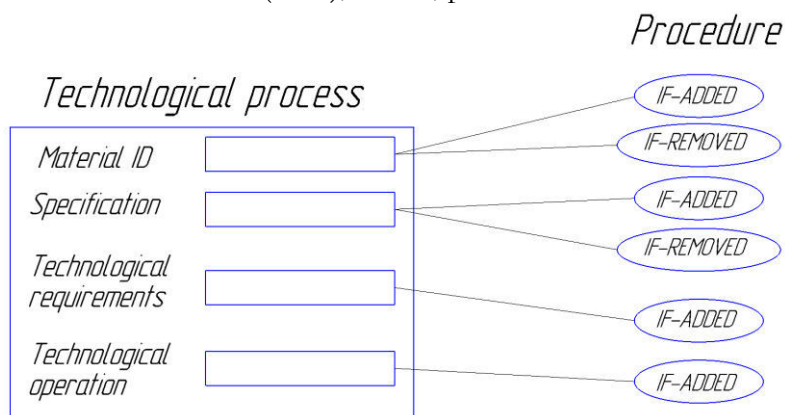 Procedure
Technological process
IF-ADDED
Material ID
IF-REMOVED
Specification
IF-ADDED
IF-REMOVED
Technological
requirements
IF-ADDED
Technological
operation
IF-ADDED